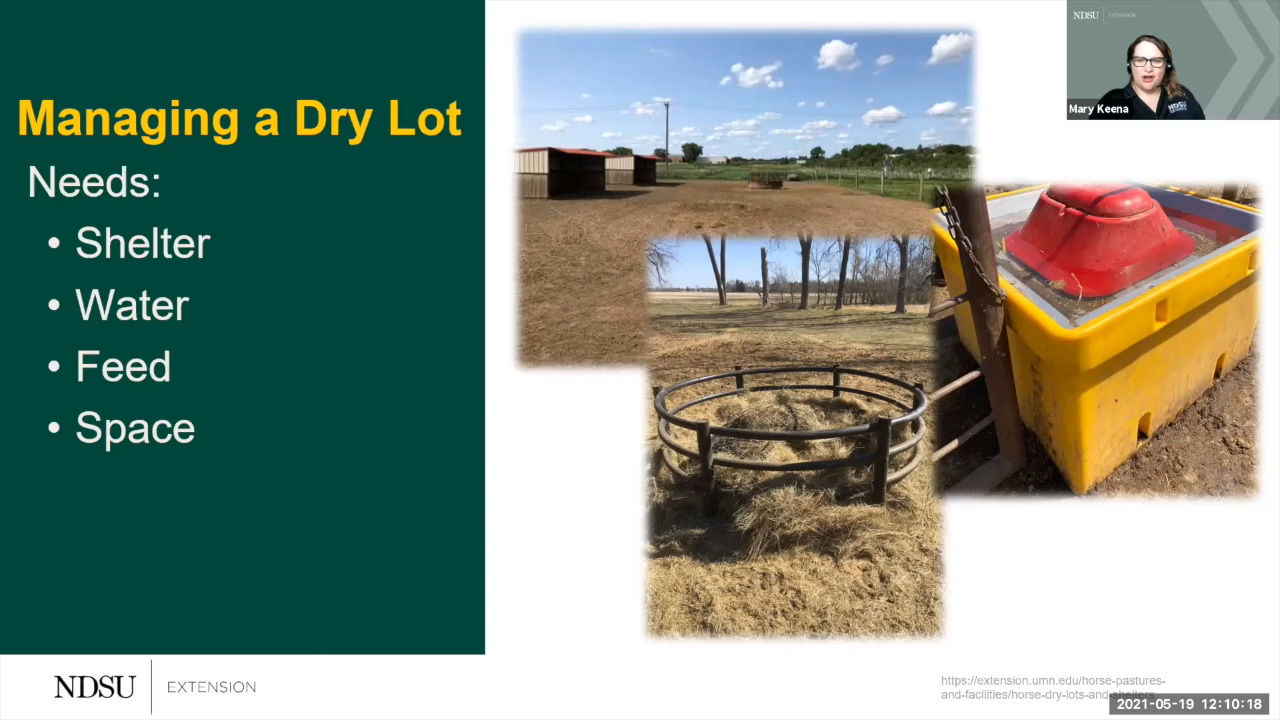 Managing a Dry Lot
Needs:
• Shelter
• Water
• Feed
• Space
NDSU EXTENSION
Mary Keena
NDSU
NDSU EXTENSION
https://extension.umn.edu/horse-pastures-
and-facilities/horse-dry-lots-and-shelters
2021-05-19 12:10:18